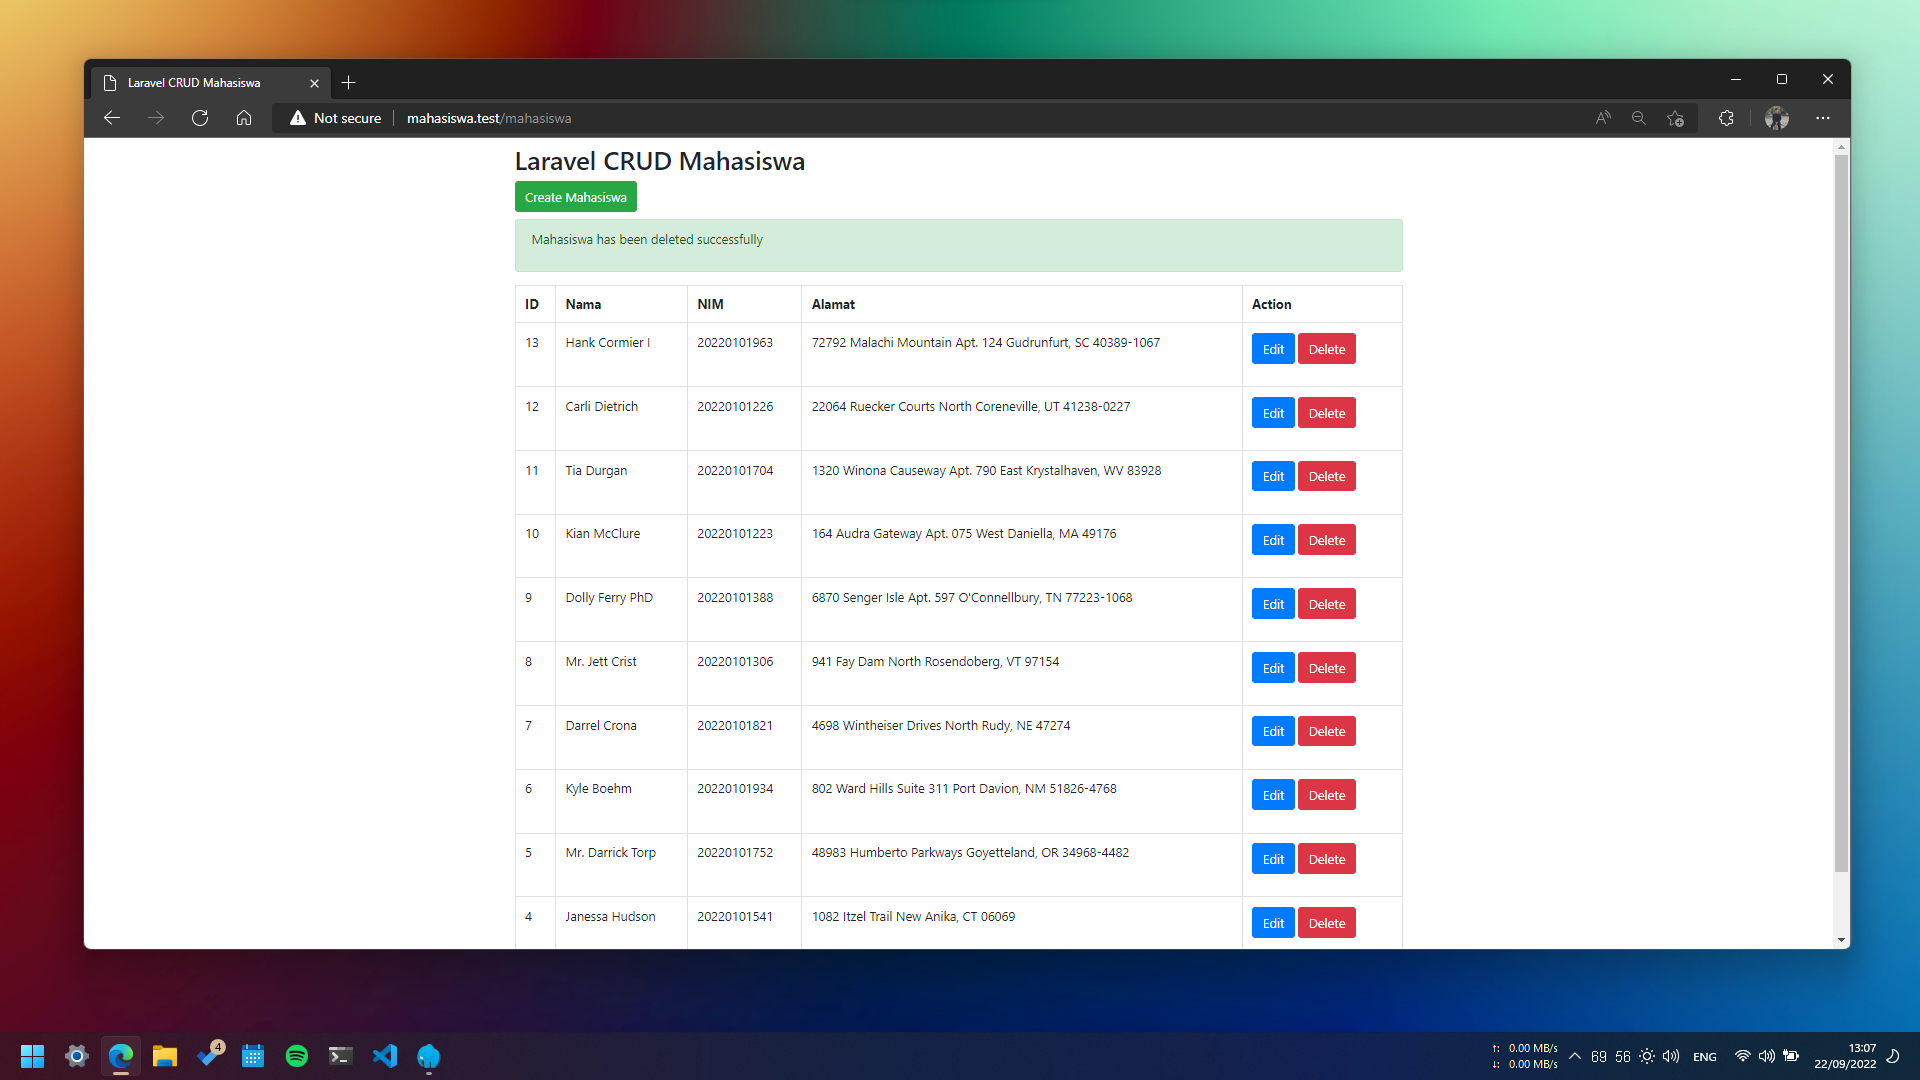 Laravel CRUD Mahasiswa
Not secure mahasiswa.test/mahasiswa
Laravel CRUD Mahasiswa
Create Mahasiswa
Mahasiswa has been deleted successfully
ID Nama NIM Alamat Action
13 Hank Cormier I 20220101963 72792 Malachi Mountain Apt. 124 Gudrunfurt, SC 40389-1067 Edit Delete
12 Carli Dietrich 20220101226 22064 Ruecker Courts North Coreneville, UT 41238-0227 Edit Delete
11 Tia Durgan 20220101704 1320 Winona Causeway Apt. 790 East Krystalhaven, WV 83928 Edit Delete
10 Kian McClure 20220101223 164 Audra Gateway Apt. 075 West Daniella, MA 49176 Edit Delete
9 Dolly Ferry PhD 20220101388 6870 Senger Isle Apt. 597 O'Connellbury, TN 77223-1068 Edit Delete
8 Mr. Jett Crist 20220101306 941 Fay Dam North Rosendoberg, VT 97154 Edit Delete
7 Darrel Crona 20220101821 4698 Wintheiser Drives North Rudy, NE 47274 Edit Delete
6 Kyle Boehm 20220101934 802 Ward Hills Suite 311 Port Davion, NM 51826-4768 Edit Delete
5 Mr. Darrick Torp 20220101752 48983 Humberto Parkways Goyetteland, OR 34968-4482 Edit Delete
4 Janessa Hudson 20220101541 1082 Itzel Trail New Anika, CT 06069 Edit Delete
4
↑: 0.00 MB/s
↓: 0.00 MB/s
69 56
ENG
13:07
22/09/2022